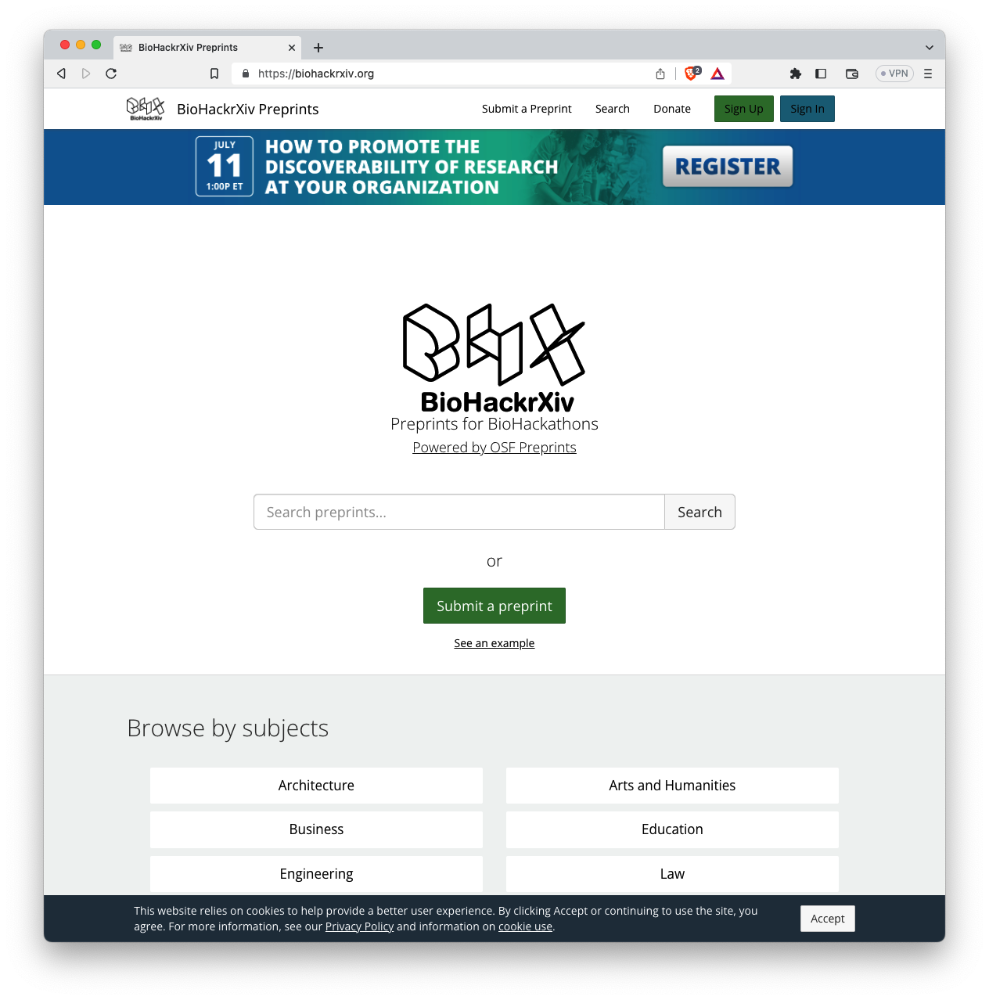 BioHackrXiv Preprints
https://biohackrxiv.org
2
VPN
BioHackrXiv
BioHackrXiv Preprints
Submit a Preprint
Search
Donate
Sign Up
Sign In
JULY
11
1:00P ET
HOW TO PROMOTE THE
DISCOVERABILITY OF RESEARCH
AT YOUR ORGANIZATION
REGISTER
BHX
BioHackrXiv
Preprints for BioHackathons
Powered by OSF Preprints
Search preprints...
Search
or
Submit a preprint
See an example
Browse by subjects
Architecture
Arts and Humanities
Business
Education
Engineering
Law
This website relies on cookies to help provide a better user experience. By clicking Accept or continuing to use the site, you
agree. For more information, see our Privacy Policy and information on cookie use.
Accept